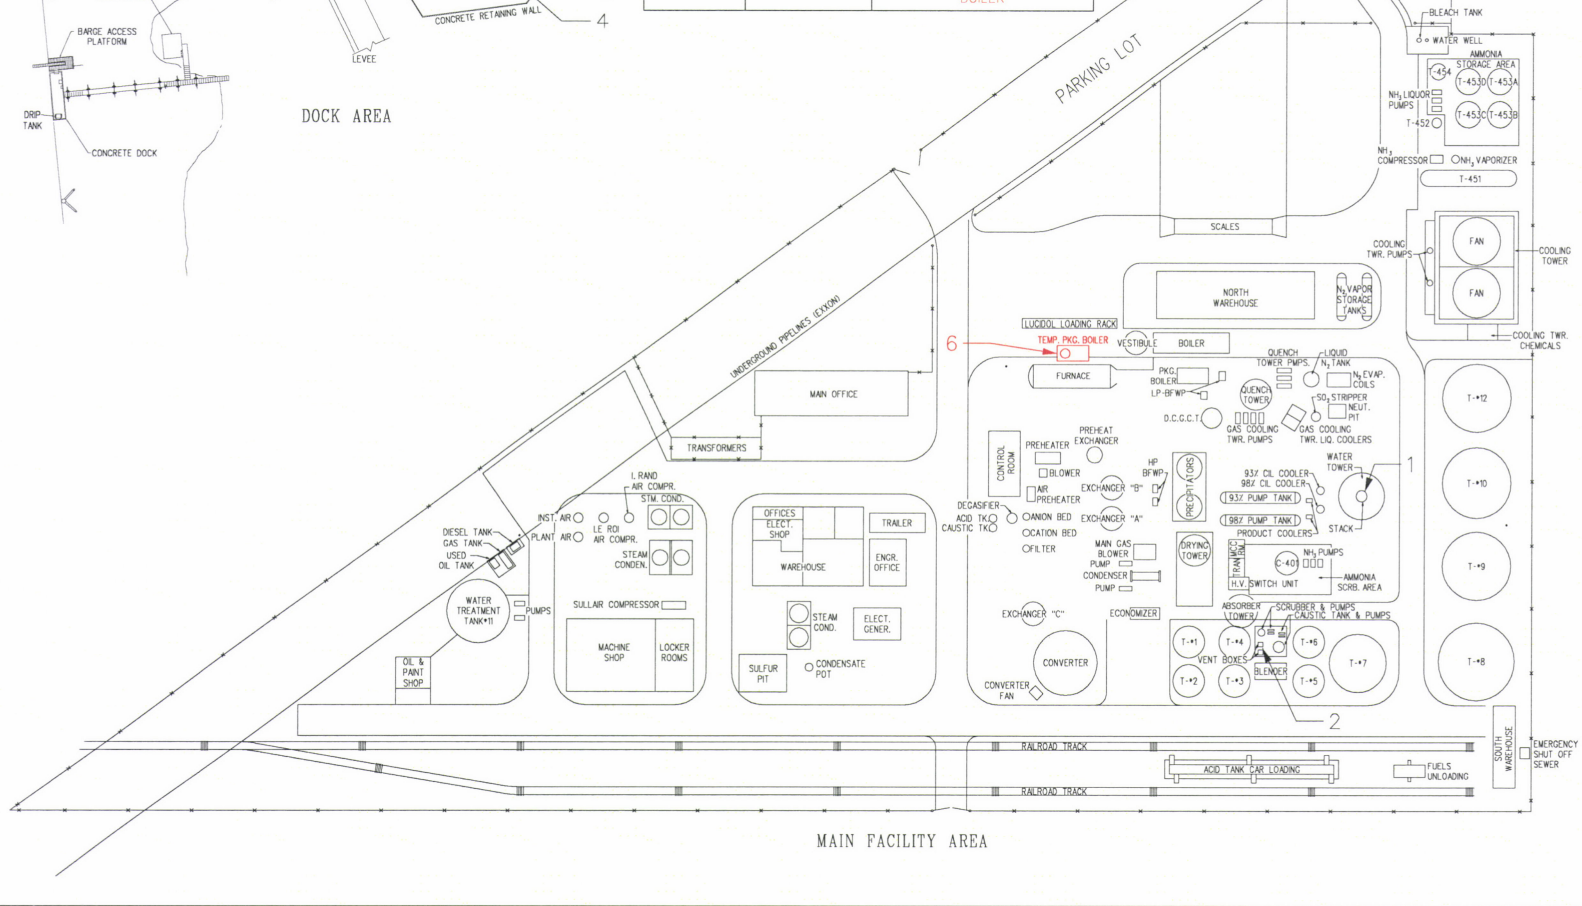 BOILER
CONCRETE RETAINING WALL
4
BARGE ACCESS
PLATFORM
LEVEE
DRIP
TANK
CONCRETE DOCK
DOCK AREA
PARKING LOT
BLEACH TANK
WATER WELL
AMMONIA
STORAGE AREA
T-454
T-453D
T-453A
NH3 LIQUOR
PUMPS
T-453C
T-453B
T-452
NH3
COMPRESSOR
NH3 VAPORIZER
T-451
SCALES
COOLING
TWR. PUMPS
FAN
COOLING
TOWER
FAN
COOLING TWR.
CHEMICALS
NORTH
WAREHOUSE
N2 VAPOR
STORAGE
TANKS
UNDERGROUND PIPELINES (EXXON)
LUCIDOL LOADING RACK
6
TEMP. PKG. BOILER
VESTIBULE
BOILER
FURNACE
PKG.
BOILER
LP-BFWP
QUENCH
TOWER PMPS.
LIQUID
N2 TANK
N2 EVAP.
COILS
QUENCH
TOWER
SO2 STRIPPER
NEUT.
PIT
D.C.G.C.T.
GAS COOLING
TWR. PUMPS
GAS COOLING
TWR. LIQ. COOLERS
T-#12
MAIN OFFICE
TRANSFORMERS
CONTROL
ROOM
PREHEATER
PREHEAT
EXCHANGER
BLOWER
AIR
PREHEATER
EXCHANGER "B"
HP
BFWP
PRECIPITATORS
93% CIL COOLER
98% CIL COOLER
WATER
TOWER
1
93% PUMP TANK
98% PUMP TANK
STACK
PRODUCT COOLERS
T-#10
I. RAND
AIR COMPR.
STM. COND.
INST. AIR
LE ROI
AIR COMPR.
PLANT AIR
STEAM
CONDEN.
DIESEL TANK
GAS TANK
USED
OIL TANK
OFFICES
ELECT.
SHOP
WAREHOUSE
TRAILER
ENGR.
OFFICE
DEGASIFIER
ACID TK.
CAUSTIC TK.
ANION BED
CATION BED
FILTER
EXCHANGER "A"
MAIN GAS
BLOWER
PUMP
CONDENSER
PUMP
DRYING
TOWER
TRAN
MCC
RM.
H.V. SWITCH UNIT
C-401
NH3 PUMPS
AMMONIA
SCRB. AREA
T-#9
WATER
TREATMENT
TANK#11
PUMPS
SULLAIR COMPRESSOR
MACHINE
SHOP
LOCKER
ROOMS
OIL &
PAINT
SHOP
STEAM
COND.
ELECT.
GENER.
SULFUR
PIT
CONDENSATE
POT
EXCHANGER "C"
ECONOMIZER
CONVERTER
CONVERTER
FAN
ABSORBER
TOWER
SCRUBBER & PUMPS
CAUSTIC TANK & PUMPS
T-#1
T-#4
T-#6
VENT BOXES
BLENDER
T-#7
T-#2
T-#3
T-#5
T-#8
2
RAILROAD TRACK
ACID TANK CAR LOADING
FUELS
UNLOADING
SOUTH
WAREHOUSE
EMERGENCY
SHUT OFF
SEWER
RAILROAD TRACK
MAIN FACILITY AREA